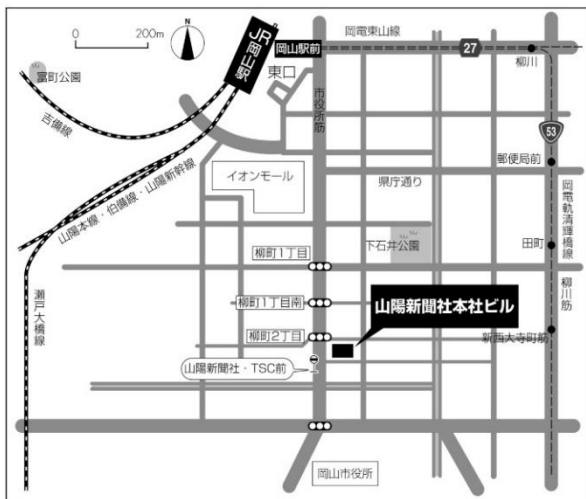 0 200m
岡電東山線
JR岡山駅
岡山駅前
27
柳川
東口
富町公園
市役所筋
53
吉備線
郵便局前
イオンモール
県庁通り
山陽本線・伯備線・山陽新幹線
岡電軌清輝橋線
下石井公園
田町
柳町1丁目
柳川筋
瀬戸大橋線
柳町1丁目南
山陽新聞社本社ビル
柳町2丁目
新西大寺町筋
山陽新聞社・TSC前
岡山市役所